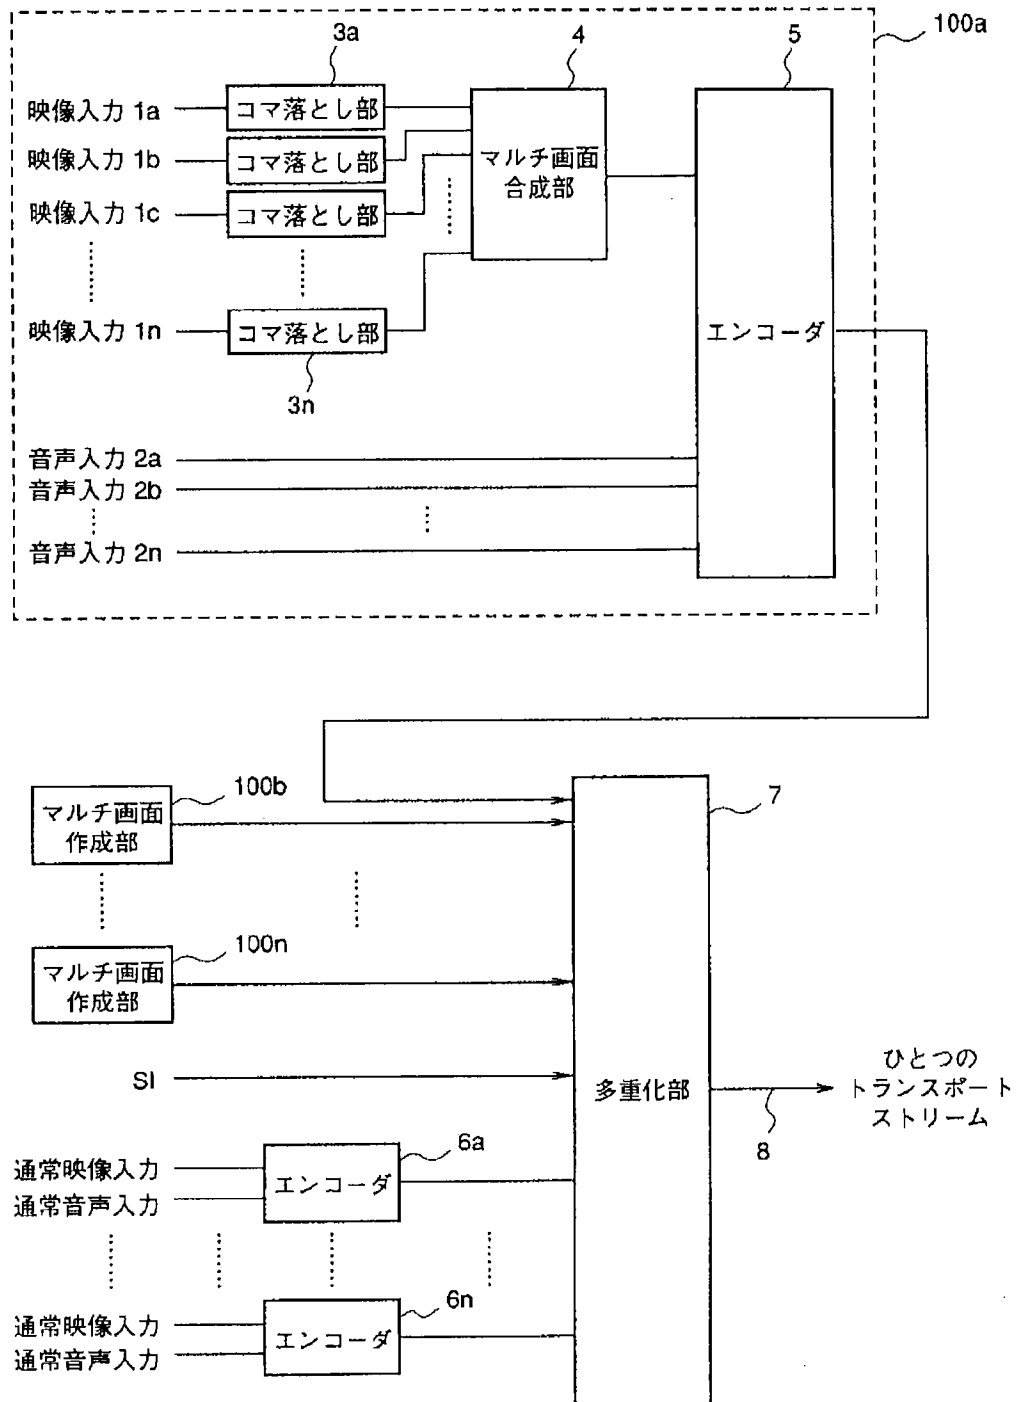 3a
4
5
100a
映像入力 1a
コマ落とし部
映像入力 1b
コマ落とし部
映像入力 1c
コマ落とし部
マルチ画面
合成部
映像入力 1n
コマ落とし部
エンコーダ
3n
音声入力 2a
音声入力 2b
音声入力 2n
100b
マルチ画面
作成部
7
100n
マルチ画面
作成部
SI
多重化部
ひとつの
トランスポート
ストリーム
8
6a
通常映像入力
通常音声入力
エンコーダ
6n
通常映像入力
通常音声入力
エンコーダ